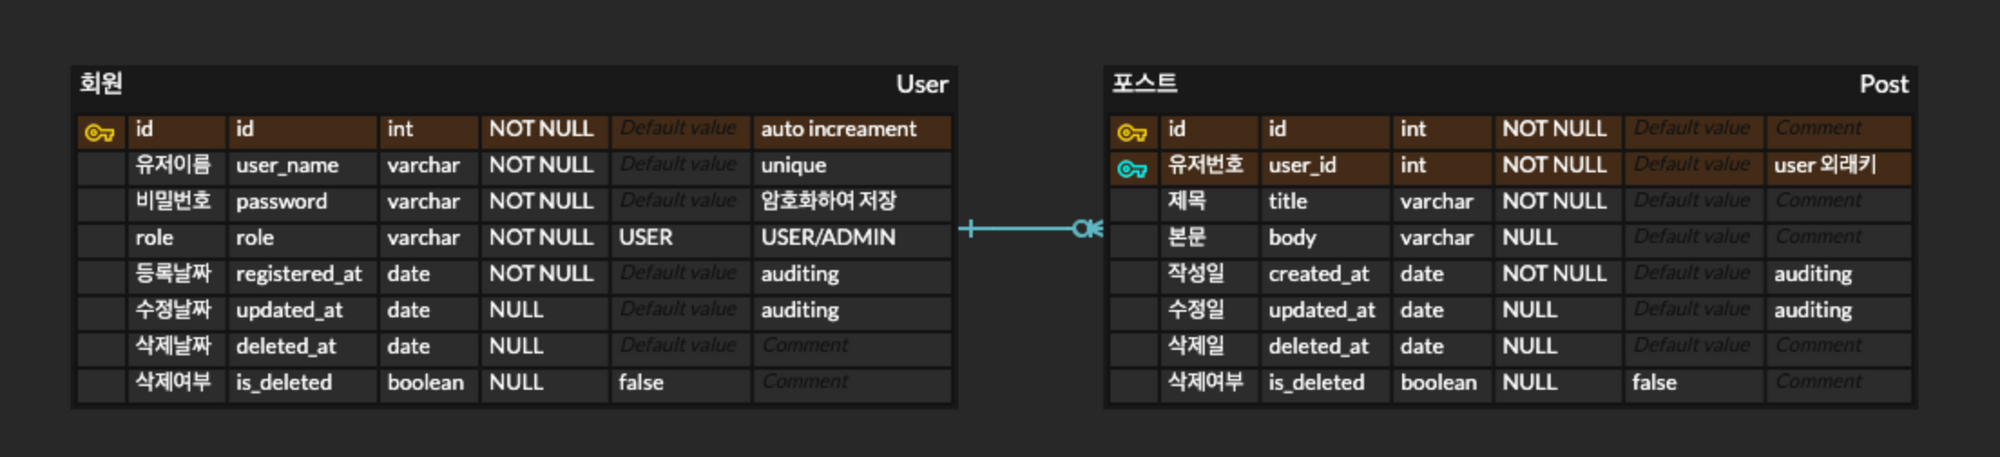 회원 User
id id int NOT NULL Default value auto increament
유저이름 user_name varchar NOT NULL Default value unique
비밀번호 password varchar NOT NULL Default value 암호화하여 저장
role role varchar NOT NULL USER USER/ADMIN
등록날짜 registered_at date NOT NULL Default value auditing
수정날짜 updated_at date NULL Default value auditing
삭제날짜 deleted_at date NULL Default value Comment
삭제여부 is_deleted boolean NULL false Comment
포스트 Post
id id int NOT NULL Default value Comment
유저번호 user_id int NOT NULL Default value user 외래키
제목 title varchar NOT NULL Default value Comment
본문 body varchar NULL Default value Comment
작성일 created_at date NOT NULL Default value auditing
수정일 updated_at date NULL Default value auditing
삭제일 deleted_at date NULL Default value Comment
삭제여부 is_deleted boolean NULL false Comment